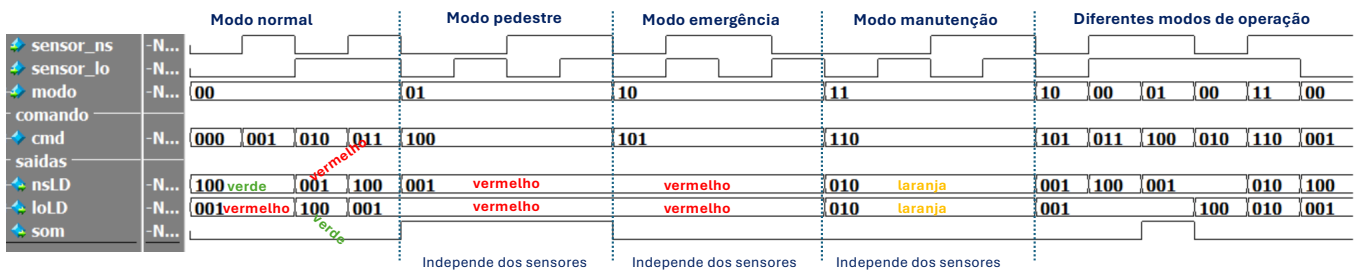 Modo normal Modo pedestre Modo emergência Modo manutenção Diferentes modos de operação
sensor_ns -N...
sensor_lo -N...
modo -N... 00 01 10 11 10 00 01 00 11 00
comando
cmd -N... 000 001 010 011 100 101 110 101 011 100 010 110 001
vermelho
saidas
nsLD -N... 100 verde 001 100 001 vermelho vermelho 010 laranja 001 100 001 010 100
loLD -N... 001 vermelho 100 001 vermelho vermelho 010 laranja 001 100 010 001
som -N...
verde
Independe dos sensores Independe dos sensores Independe dos sensores